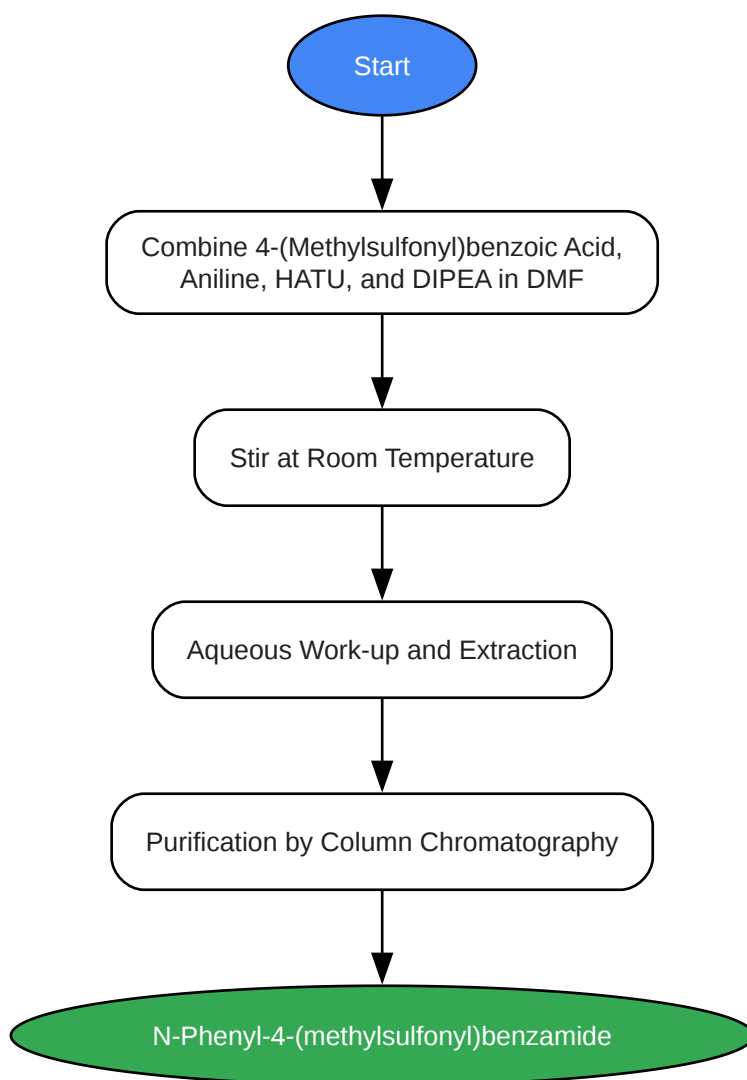 Start
Combine 4-(Methylsulfonyl)benzoic Acid,
Aniline, HATU, and DIPEA in DMF
Stir at Room Temperature
Aqueous Work-up and Extraction
Purification by Column Chromatography
N-Phenyl-4-(methylsulfonyl)benzamide